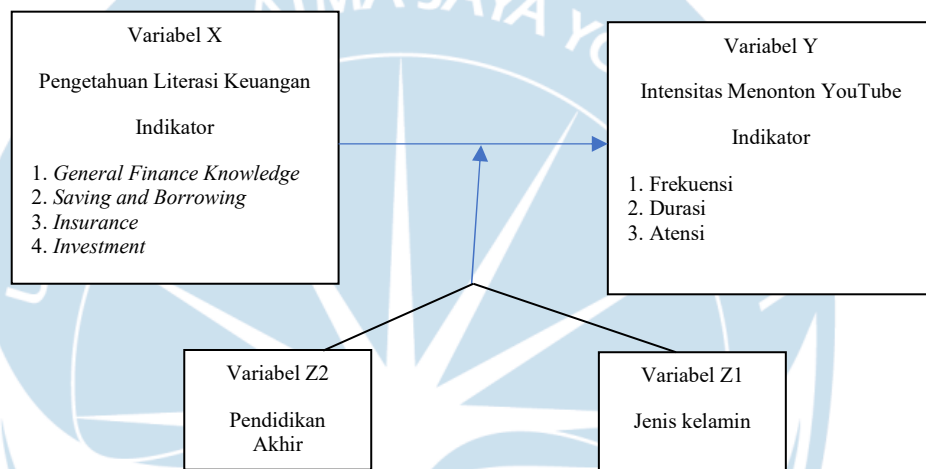 Variabel X
Pengetahuan Literasi Keuangan
Indikator
1. General Finance Knowledge
2. Saving and Borrowing
3. Insurance
4. Investment
Variabel Y
Intensitas Menonton YouTube
Indikator
1. Frekuensi
2. Durasi
3. Atensi
Variabel Z2
Pendidikan
Akhir
Variabel Z1
Jenis kelamin